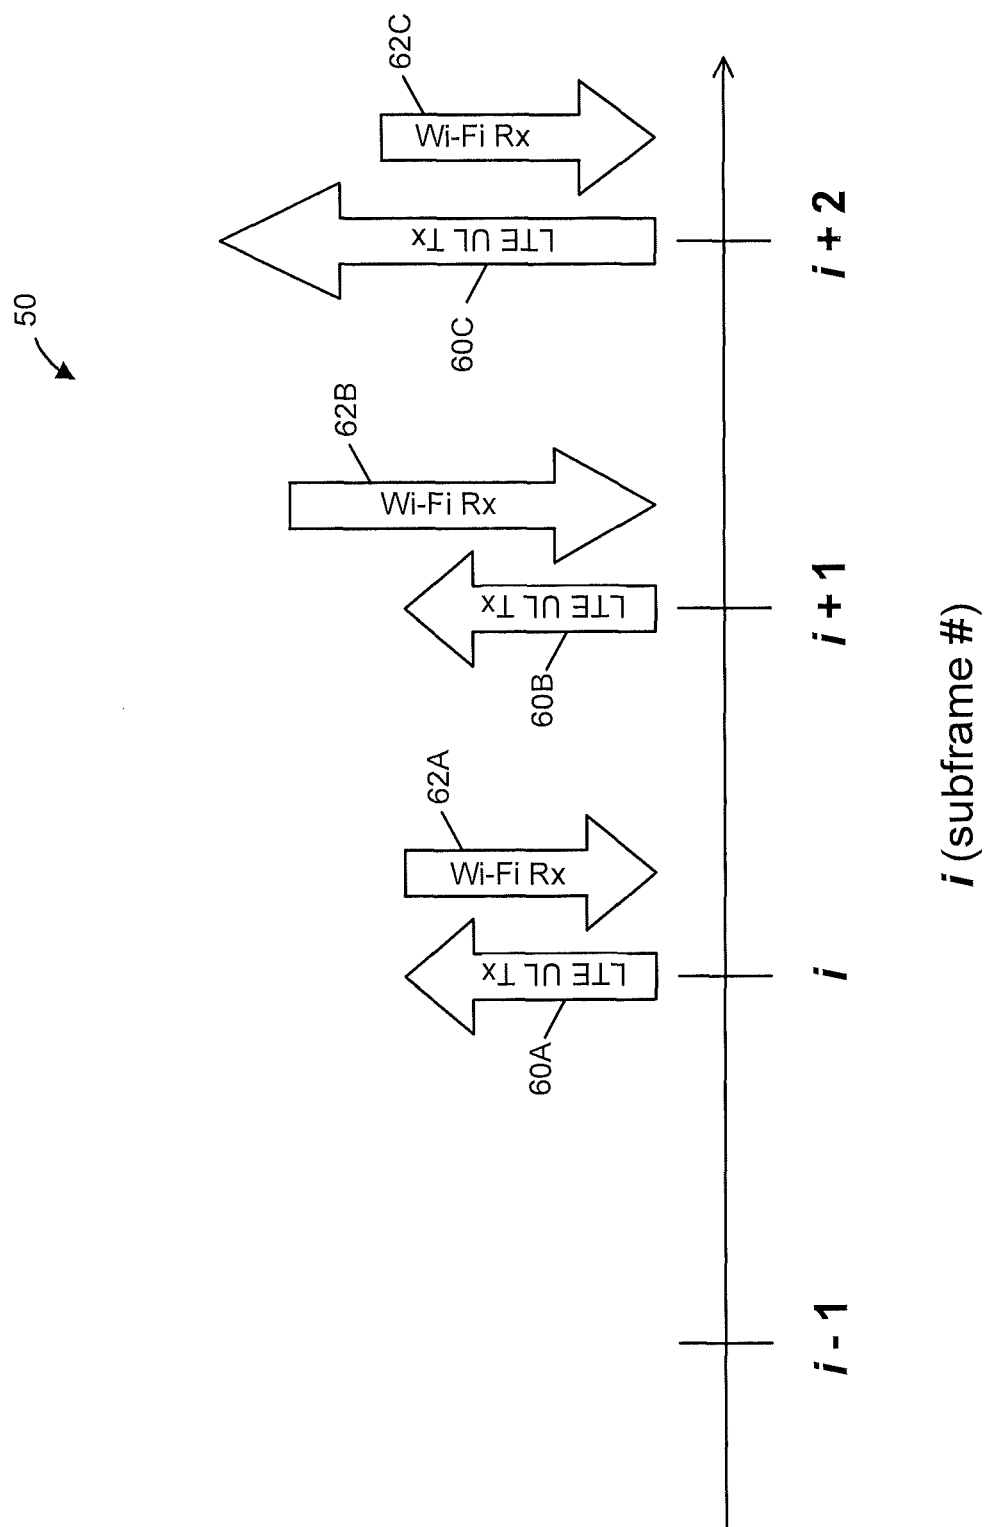 50
62A
62B
62C
Wi-Fi Rx
Wi-Fi Rx
Wi-Fi Rx
LTE UL Tx
LTE UL Tx
LTE UL Tx
60A
60B
60C
i - 1
i
i + 1
i + 2
i (subframe #)